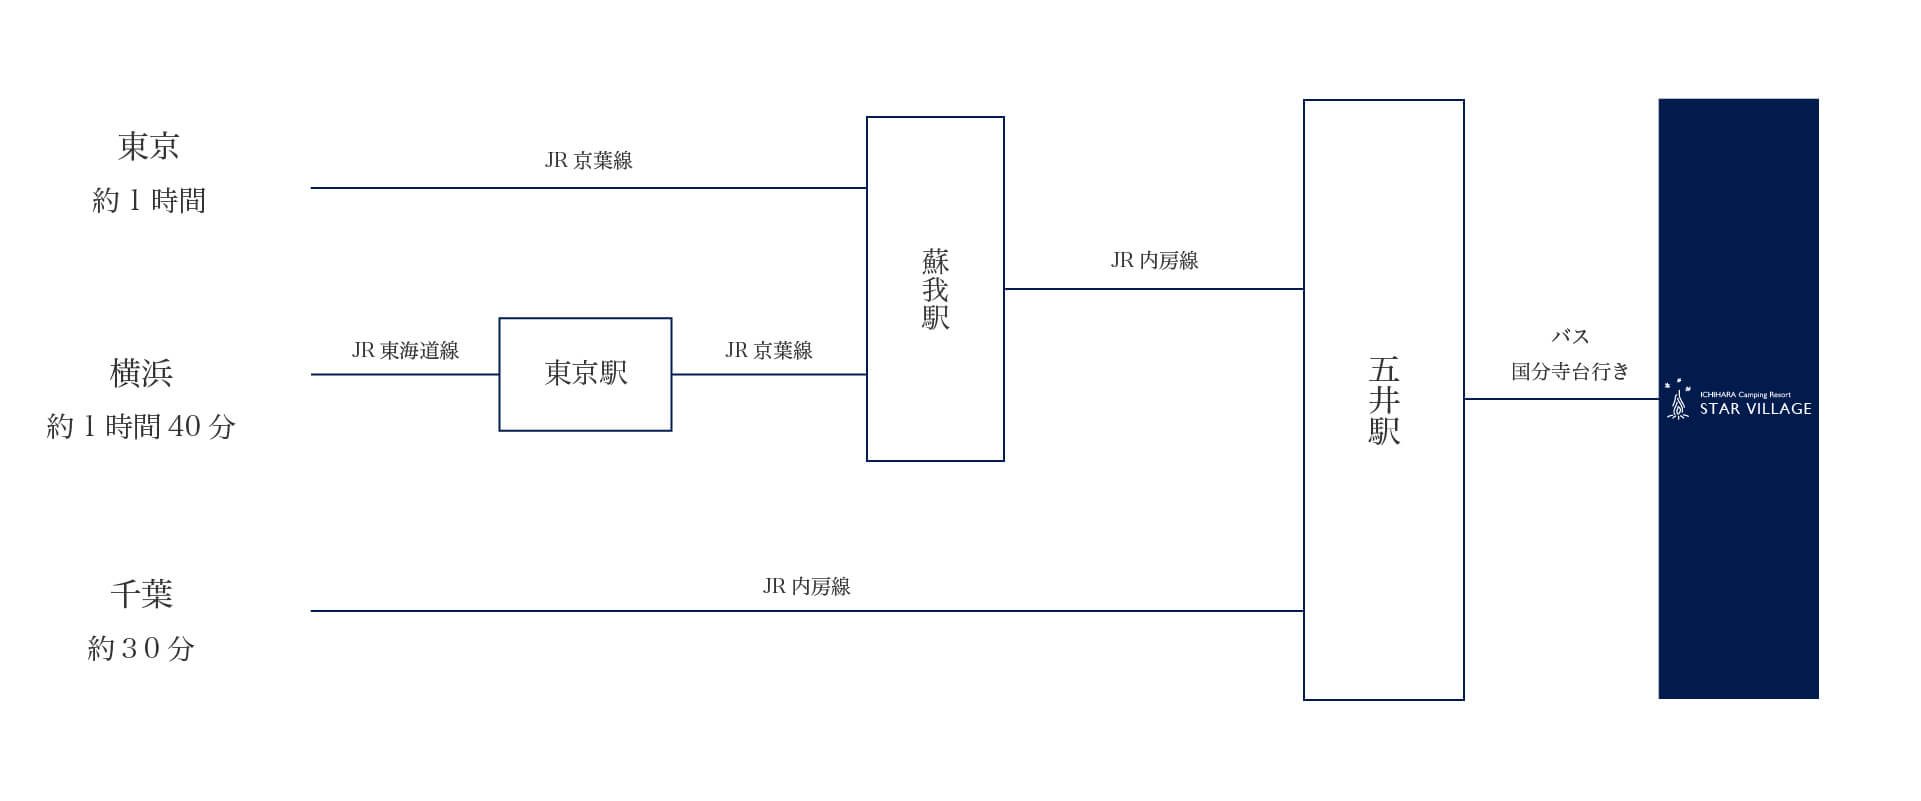 東京
約１時間
JR 京葉線
横浜
約１時間 40 分
JR 東海道線
東京駅
JR 京葉線
蘇我駅
JR 内房線
千葉
約３０分
JR 内房線
五井駅
バス
国分寺台行き
ICHIHARA Camping Resort
STAR VILLAGE